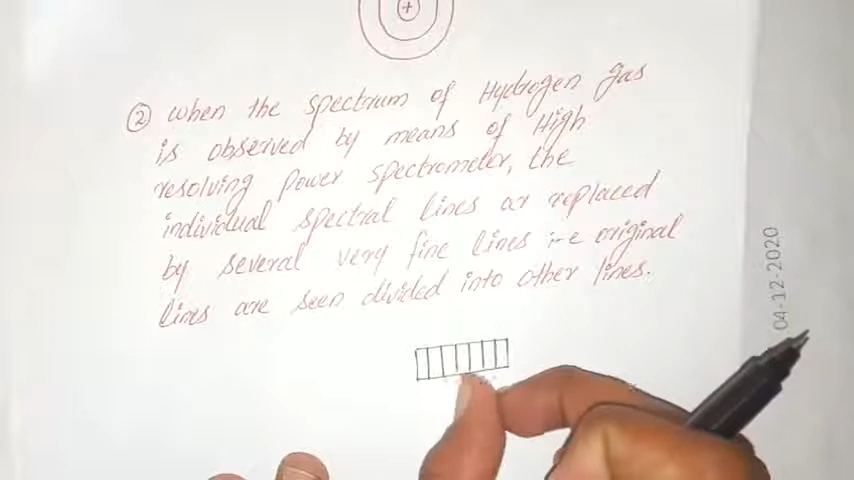 +
② When the spectrum of Hydrogen gas
is observed by means of High
resolving power spectrometer, the
individual spectral lines are replaced
by several very fine lines i-e original
lines are seen divided into other lines.
04-12-2020